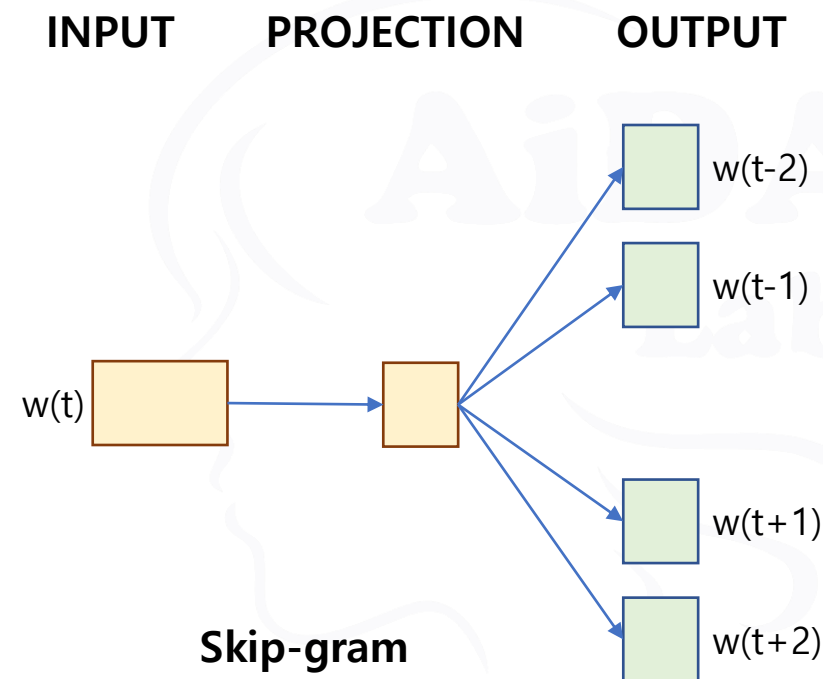 INPUT PROJECTION OUTPUT
w(t-2)
w(t-1)
w(t)
w(t+1)
w(t+2)
Skip-gram